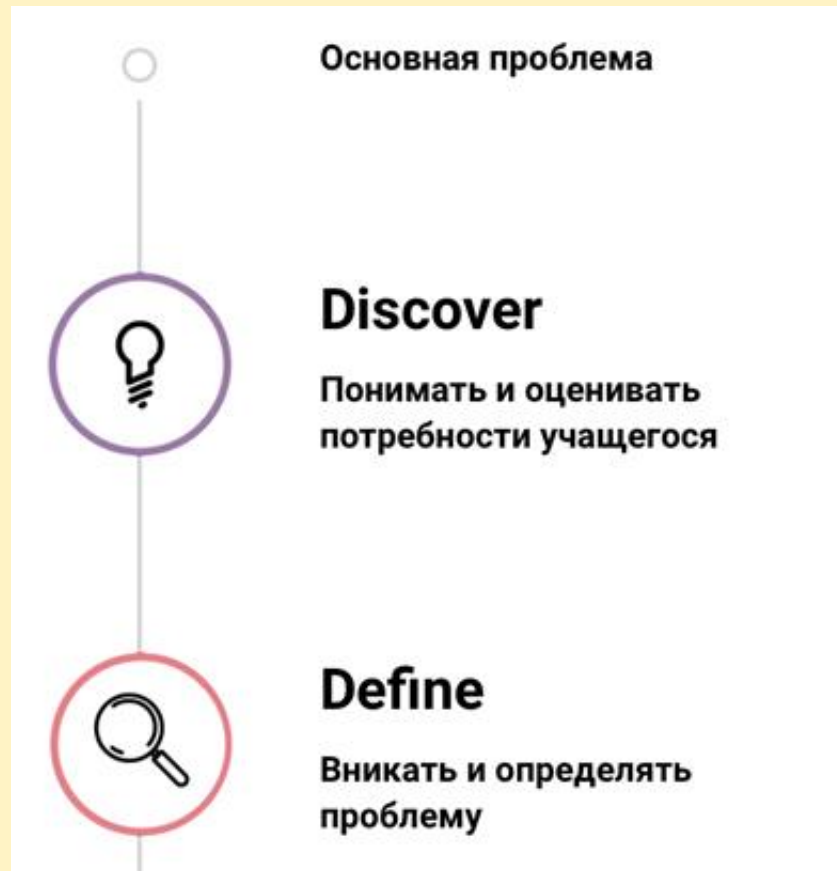 Основная проблема
Discover
Понимать и оценивать
потребности учащегося
Define
Вникать и определять
проблему